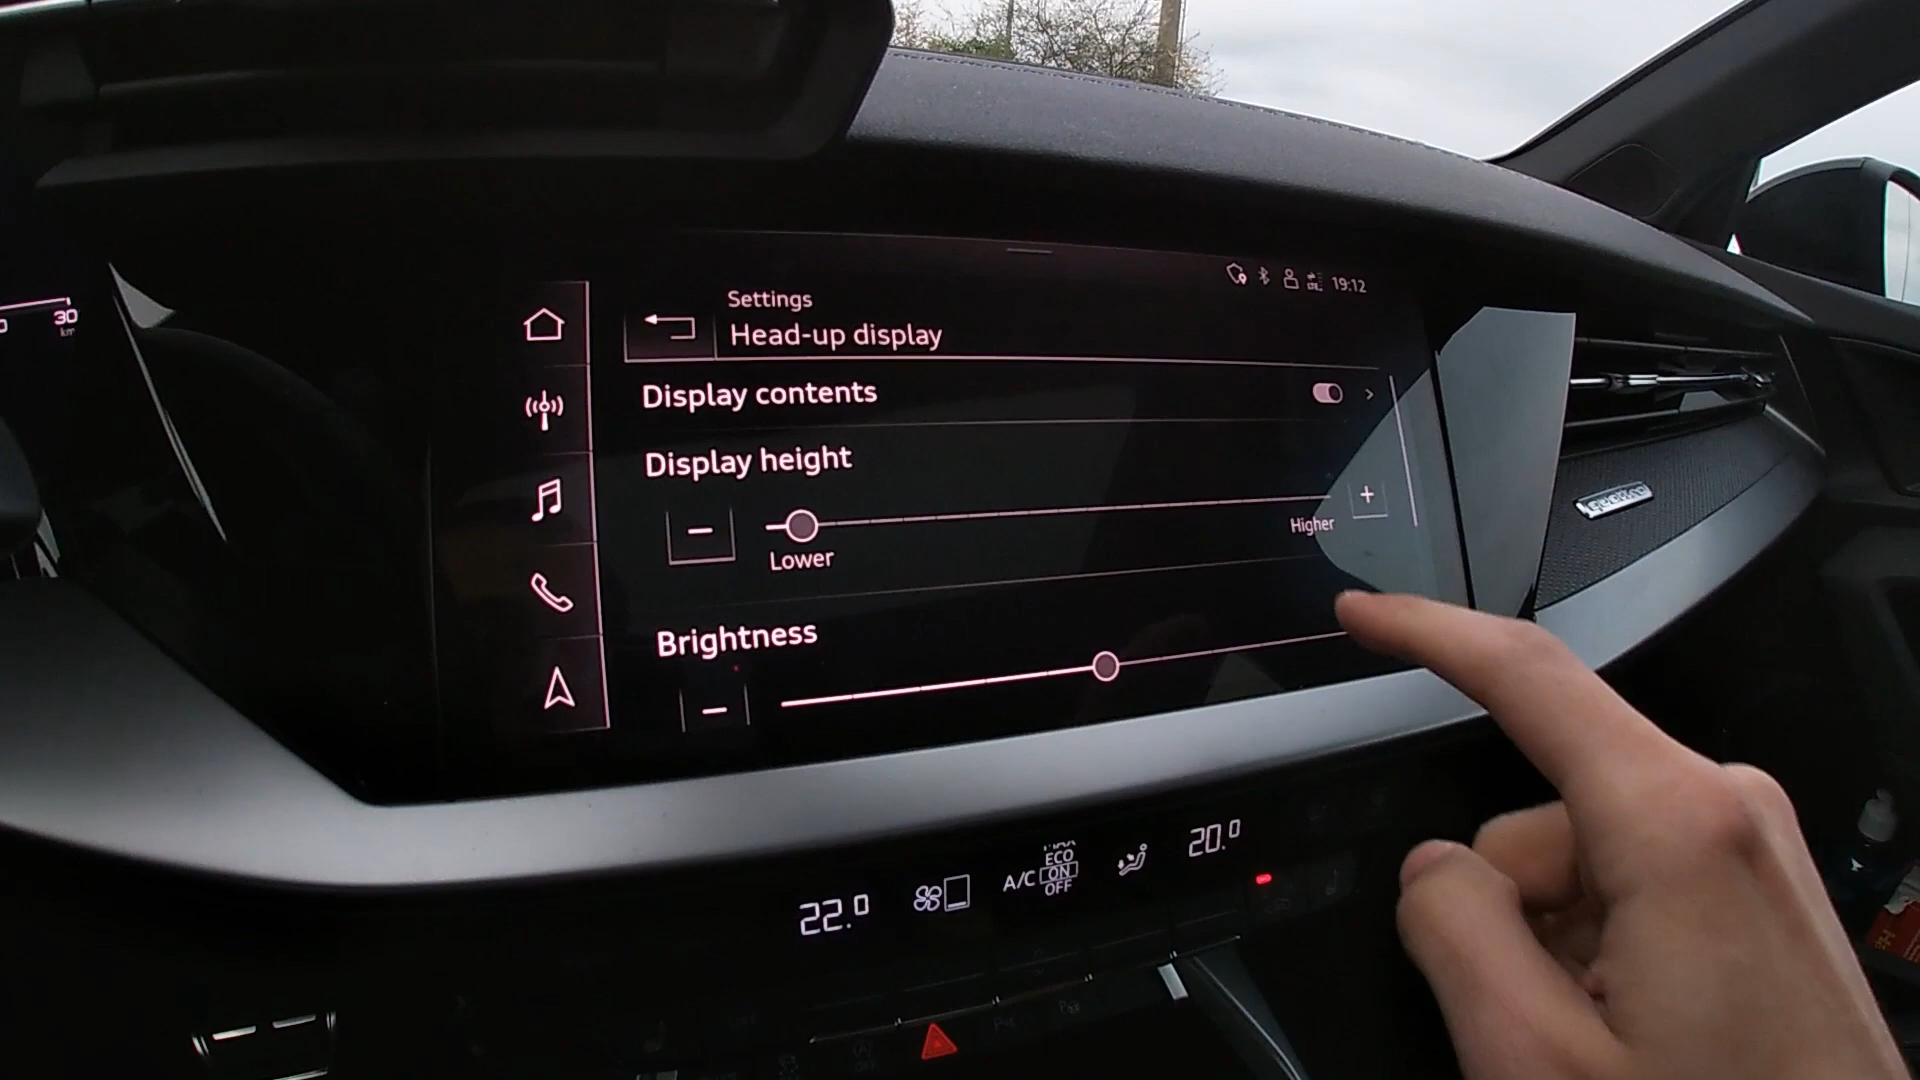 19:12
Settings
Head-up display
Display contents
30
km
Display height
Higher
Lower
Brightness
22.0
A/C
ECO
ON
OFF
20.0